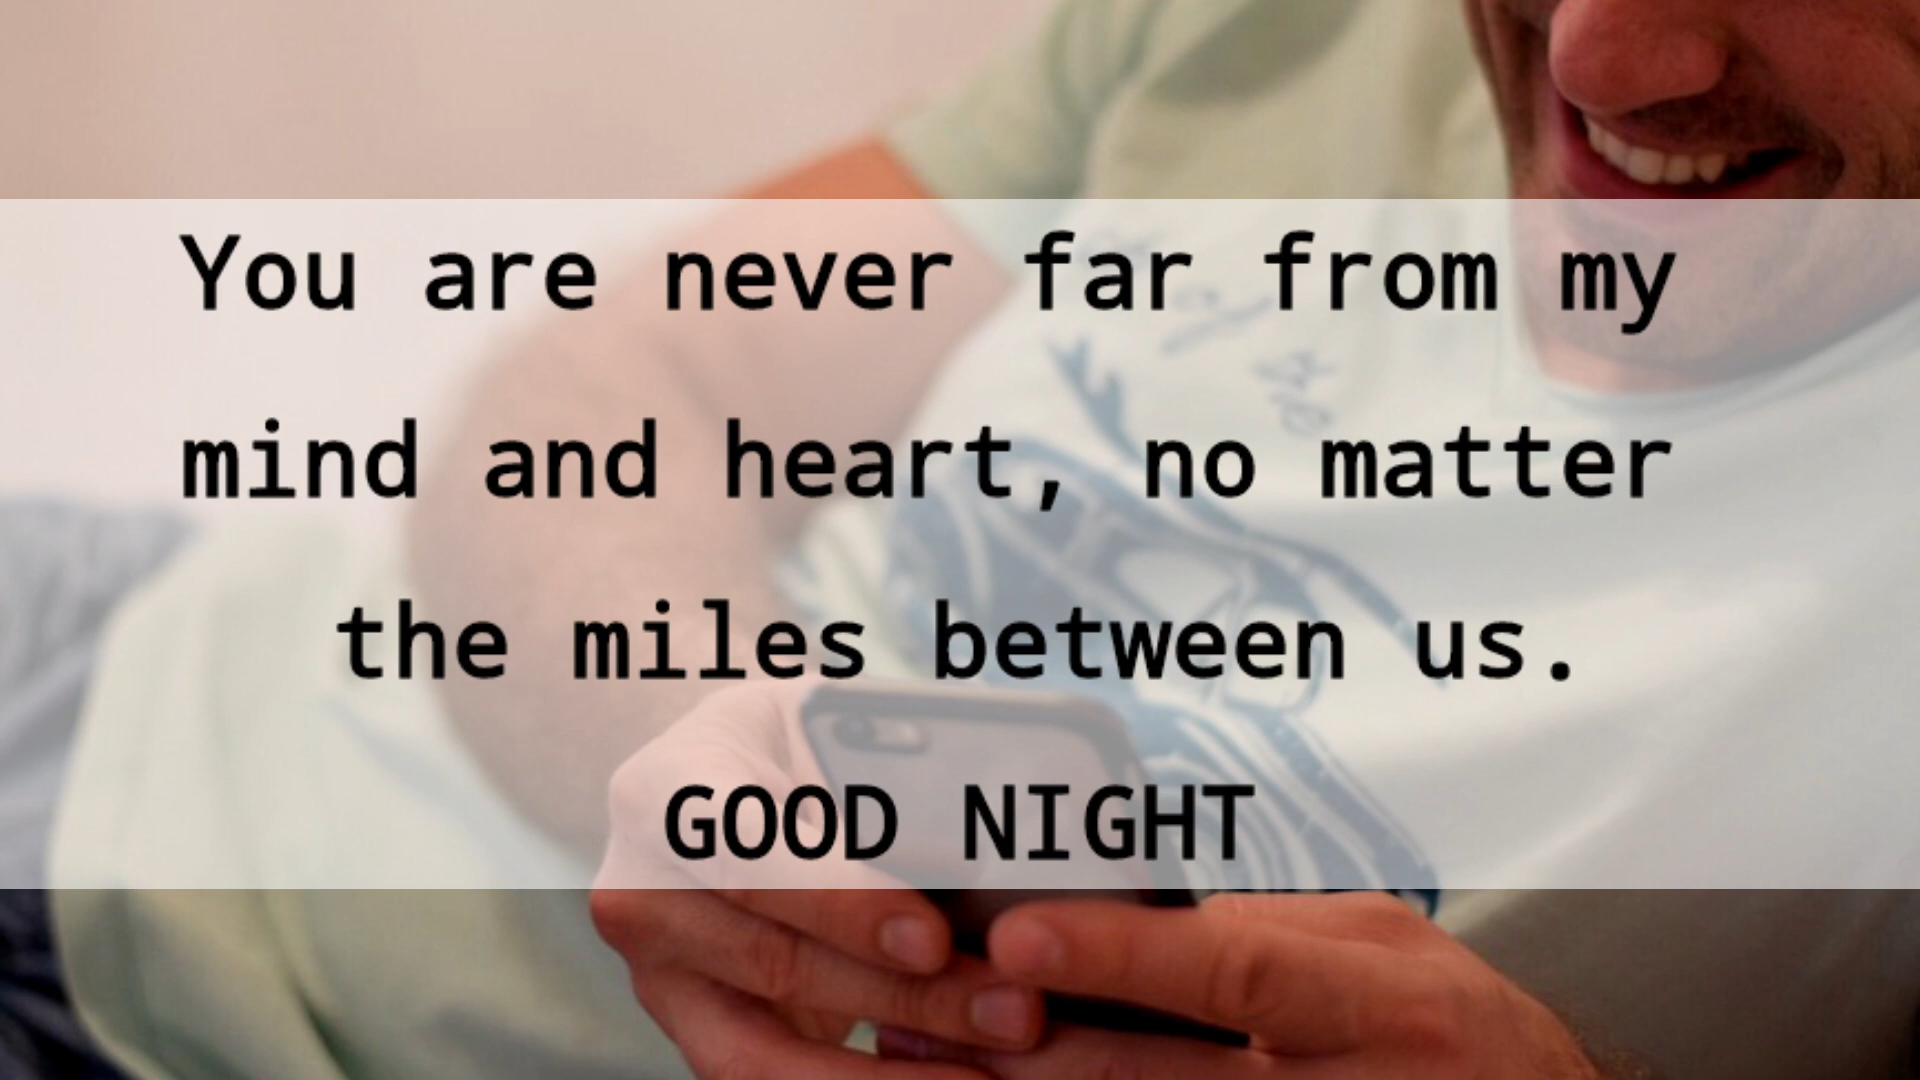 You are never far from my
mind and heart, no matter
the miles between us.
GOOD NIGHT